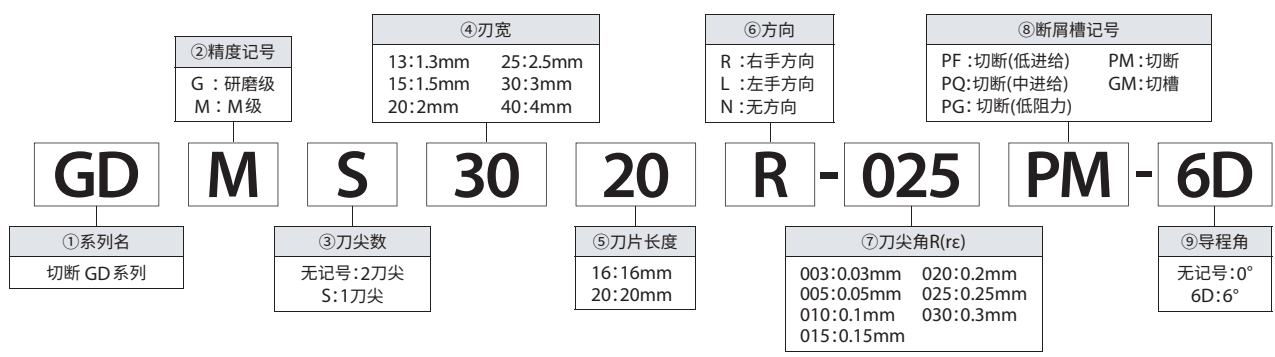 ④刃宽
13:1.3mm 25:2.5mm
15:1.5mm 30:3mm
20:2mm 40:4mm
⑥方向
R :右手方向
L :左手方向
N :无方向
⑧断屑槽记号
PF :切断(低进给) PM:切断
PQ:切断(中进给) GM:切槽
PG:切断(低阻力)
②精度记号
G :研磨级
M :M级
GD M S 30 20 R - 025 PM - 6D
①系列名
切断 GD系列
③刀尖数
无记号:2刀尖
S:1刀尖
⑤刀片长度
16:16mm
20:20mm
⑦刀尖角R(rε)
003:0.03mm 020:0.2mm
005:0.05mm 025:0.25mm
010:0.1mm 030:0.3mm
015:0.15mm
⑨导程角
无记号:0°
6D:6°